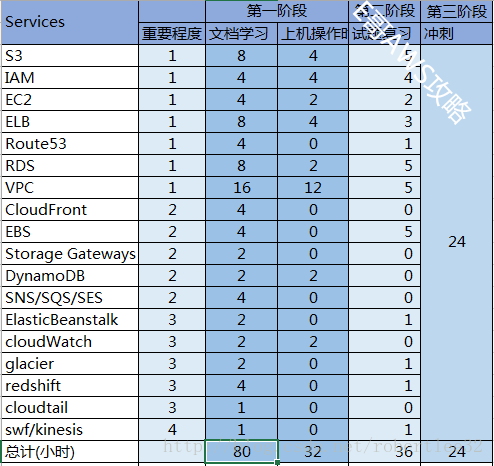 Services 第一阶段 第二阶段 第三阶段
重要程度 文档学习 上机操作时 试题复习 冲刺
S3 1 8 4 5
IAM 1 4 4 4
EC2 1 4 2 2
ELB 1 8 4 3
Route53 1 4 0 1
RDS 1 8 2 5
VPC 1 16 12 5
CloudFront 2 4 0 0
EBS 2 4 0 5
24
Storage Gateways 2 2 0 0
DynamoDB 2 2 2 0
SNS/SQS/SES 2 4 0 0
ElasticBeanstalk 3 2 0 1
cloudWatch 3 2 2 0
glacier 3 2 0 1
redshift 3 4 0 1
cloudtail 3 1 0 0
swf/kinesis 4 1 0 1
总计(小时) 80 32 36 24
E哥AWS攻略